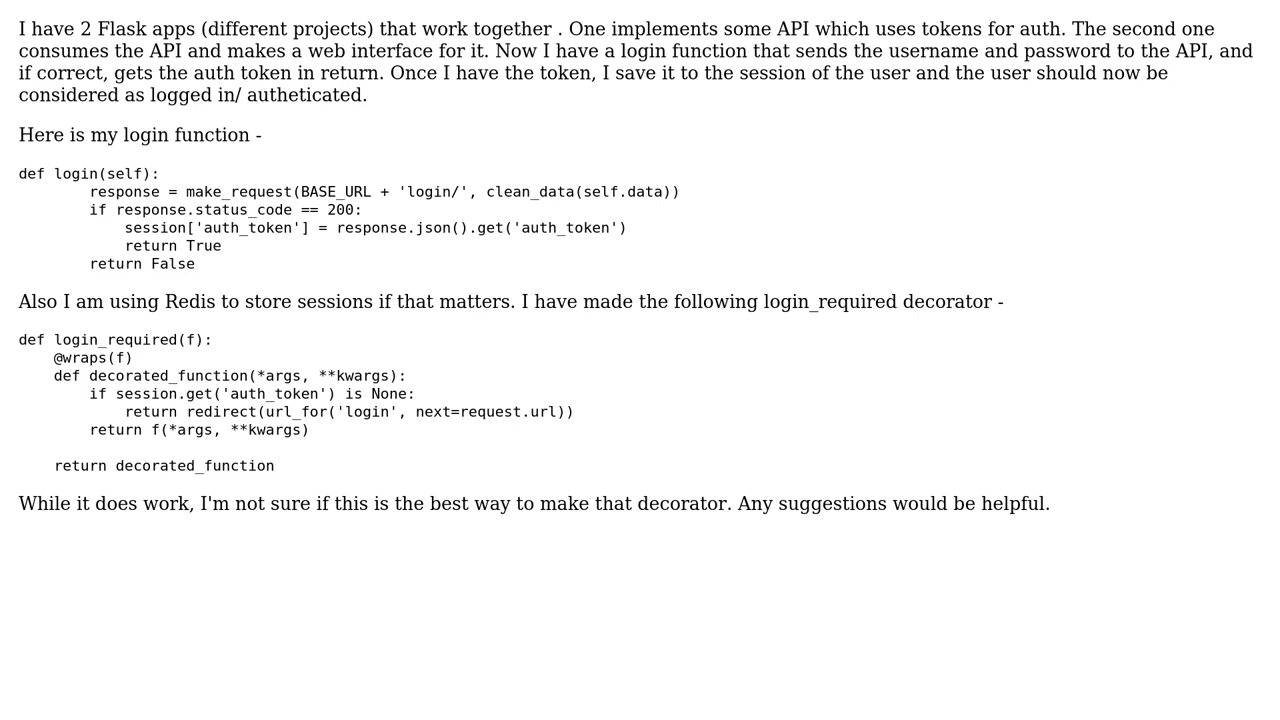 I have 2 Flask apps (different projects) that work together . One implements some API which uses tokens for auth. The second one
consumes the API and makes a web interface for it. Now I have a login function that sends the username and password to the API, and
if correct, gets the auth token in return. Once I have the token, I save it to the session of the user and the user should now be
considered as logged in/ autheticated.
Here is my login function -
def login(self):
        response = make_request(BASE_URL + 'login/', clean_data(self.data))
        if response.status_code == 200:
            session['auth_token'] = response.json().get('auth_token')
            return True
        return False
Also I am using Redis to store sessions if that matters. I have made the following login_required decorator -
def login_required(f):
    @wraps(f)
    def decorated_function(*args, **kwargs):
        if session.get('auth_token') is None:
            return redirect(url_for('login', next=request.url))
        return f(*args, **kwargs)
    return decorated_function
While it does work, I'm not sure if this is the best way to make that decorator. Any suggestions would be helpful.